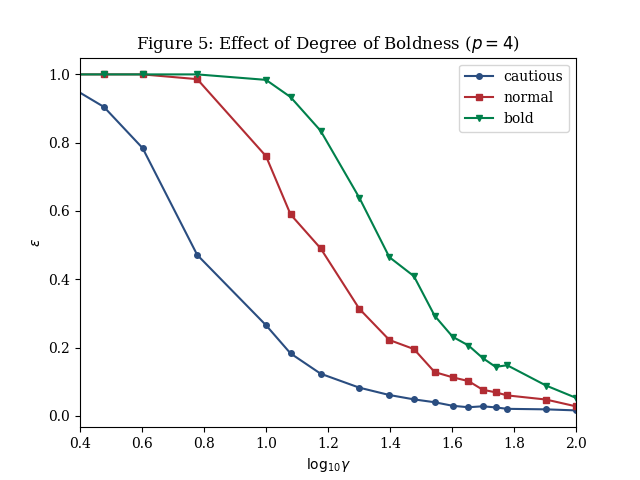 Figure 5: Effect of Degree of Boldness (p = 4)
cautious
normal
bold
ε
1.0
0.8
0.6
0.4
0.2
0.0
0.4 0.6 0.8 1.0 1.2 1.4 1.6 1.8 2.0
log₁₀γ